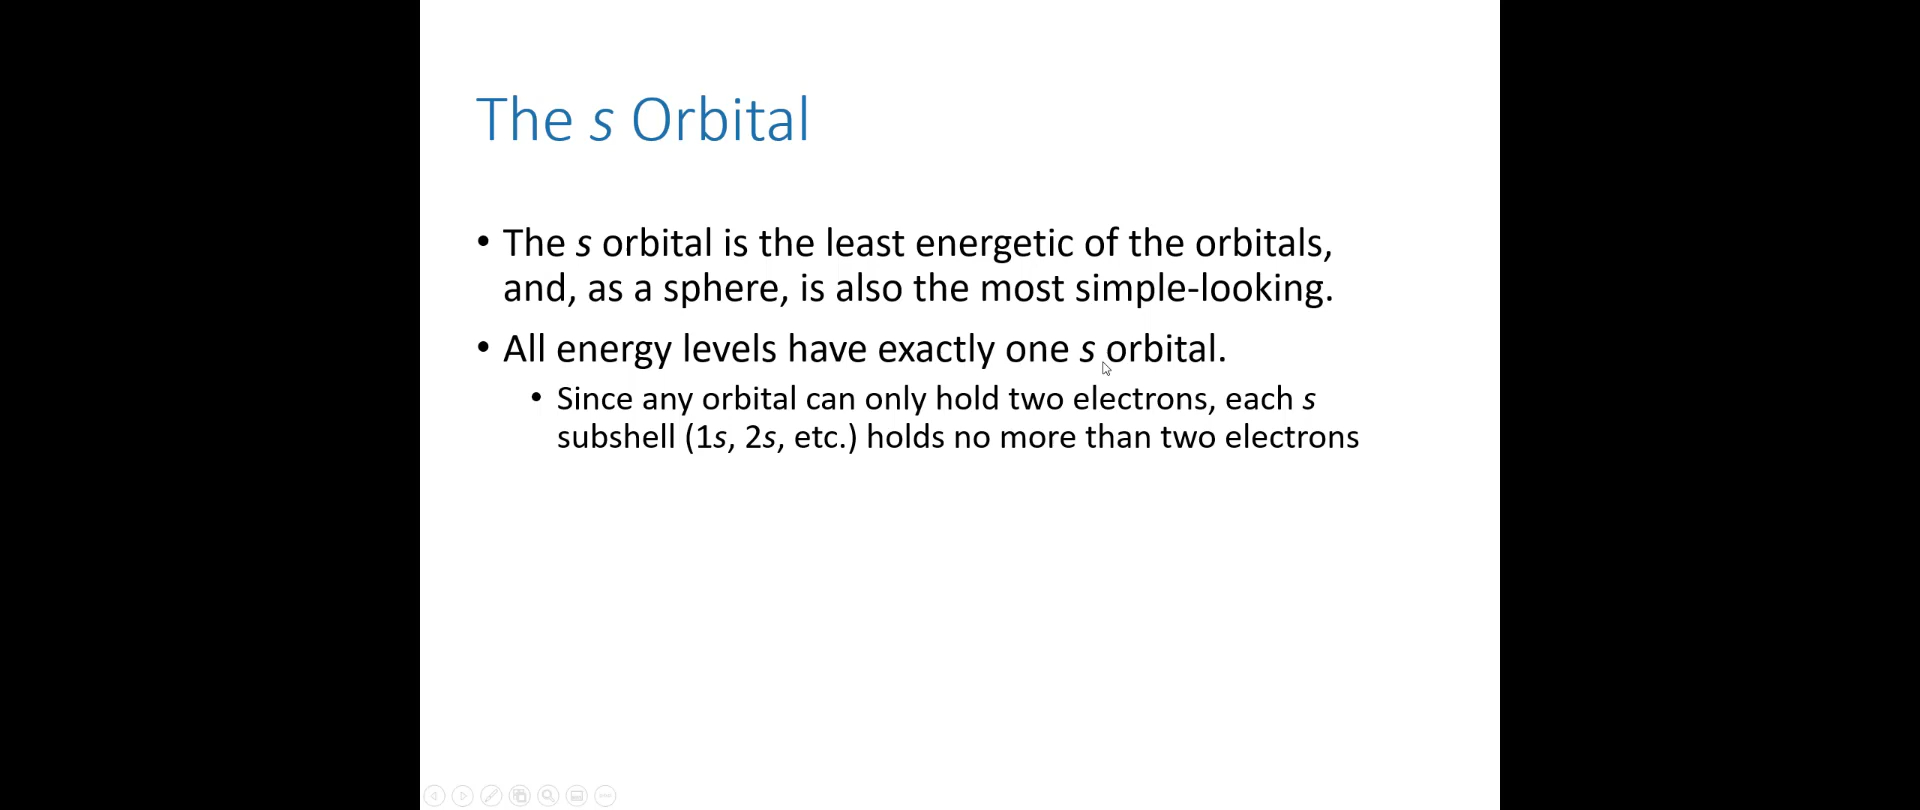 The s Orbital
• The s orbital is the least energetic of the orbitals,
and, as a sphere, is also the most simple-looking.
• All energy levels have exactly one s orbital.
• Since any orbital can only hold two electrons, each s
subshell (1s, 2s, etc.) holds no more than two electrons